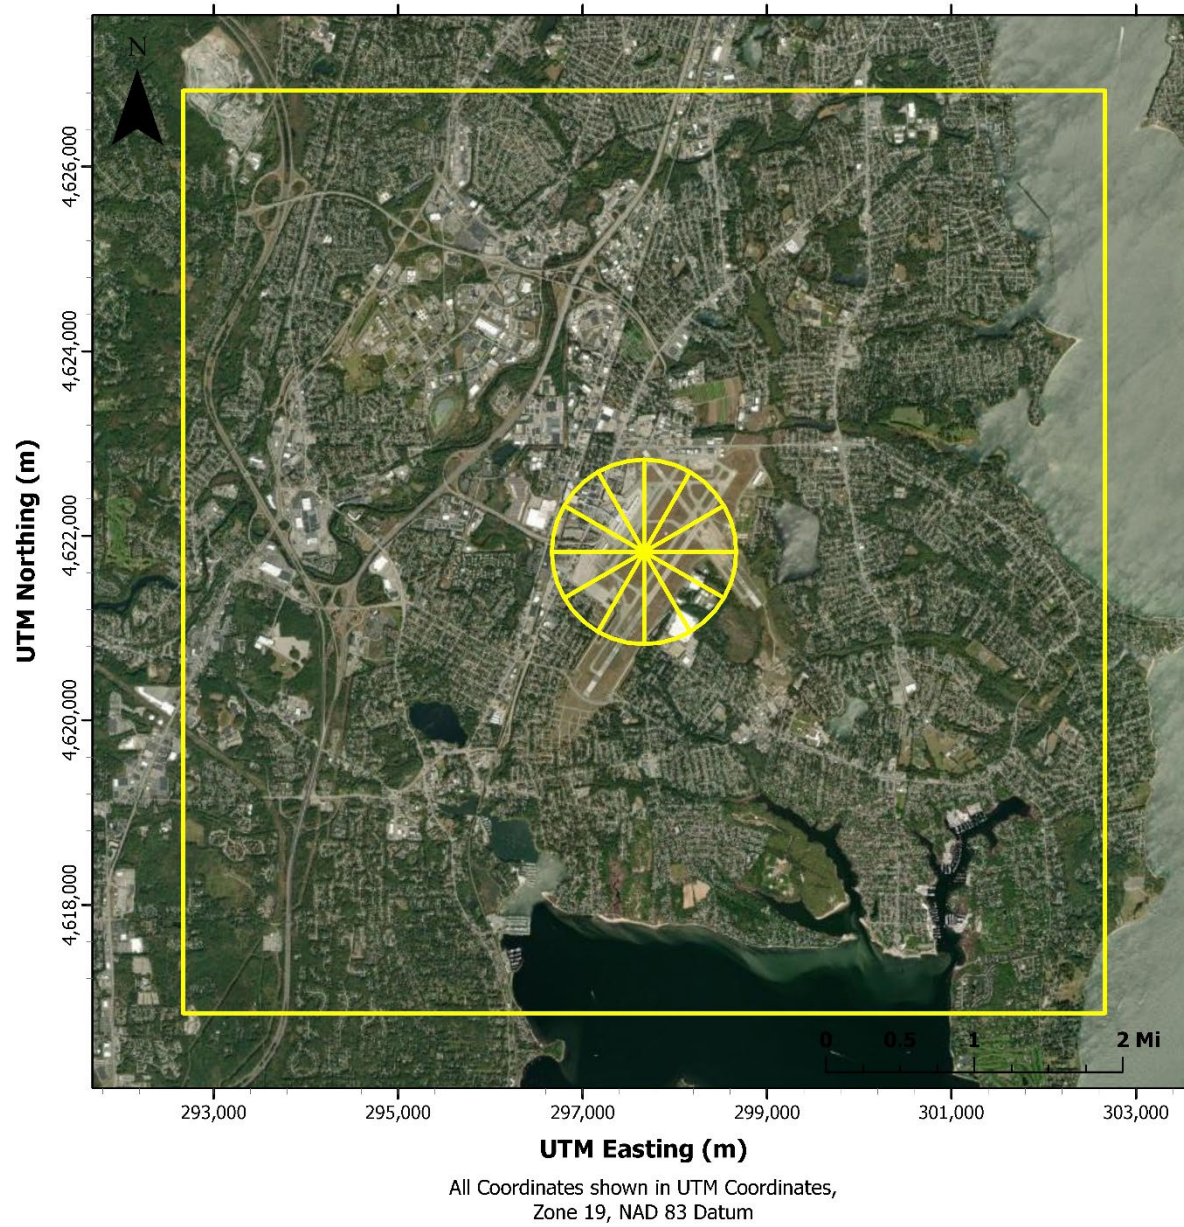 N
4,626,000
4,624,000
4,622,000
4,620,000
4,618,000
UTM Northing (m)
0 0.5 1 2 Mi
293,000 295,000 297,000 299,000 301,000 303,000
UTM Easting (m)
All Coordinates shown in UTM Coordinates,
Zone 19, NAD 83 Datum